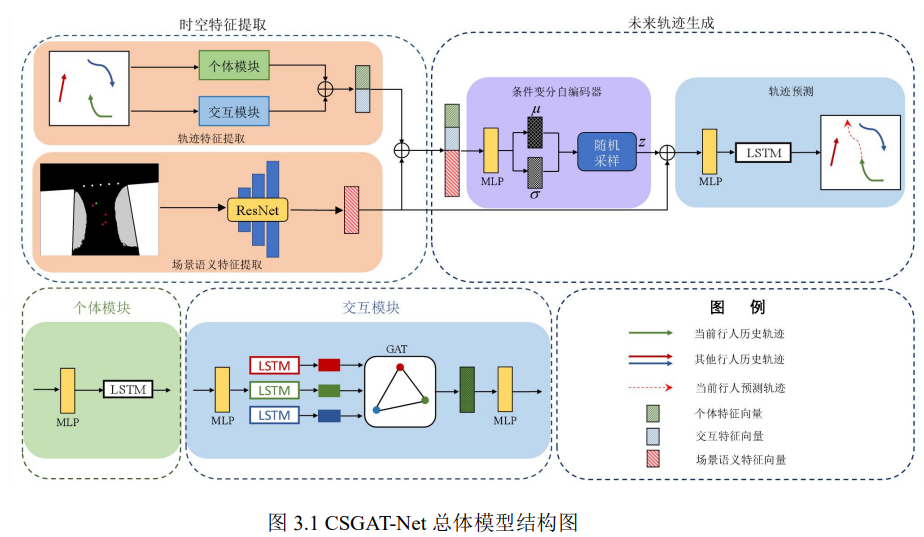 时空特征提取
未来轨迹生成
个体模块
交互模块
轨迹特征提取
ResNet
场景语义特征提取
条件变分自编码器
MLP
μ
σ
随机
采样
z
轨迹预测
MLP
LSTM
个体模块
MLP
LSTM
交互模块
MLP
LSTM
LSTM
LSTM
GAT
MLP
图 例
当前行人历史轨迹
其他行人历史轨迹
当前行人预测轨迹
个体特征向量
交互特征向量
场景语义特征向量
图 3.1 CSGAT-Net 总体模型结构图